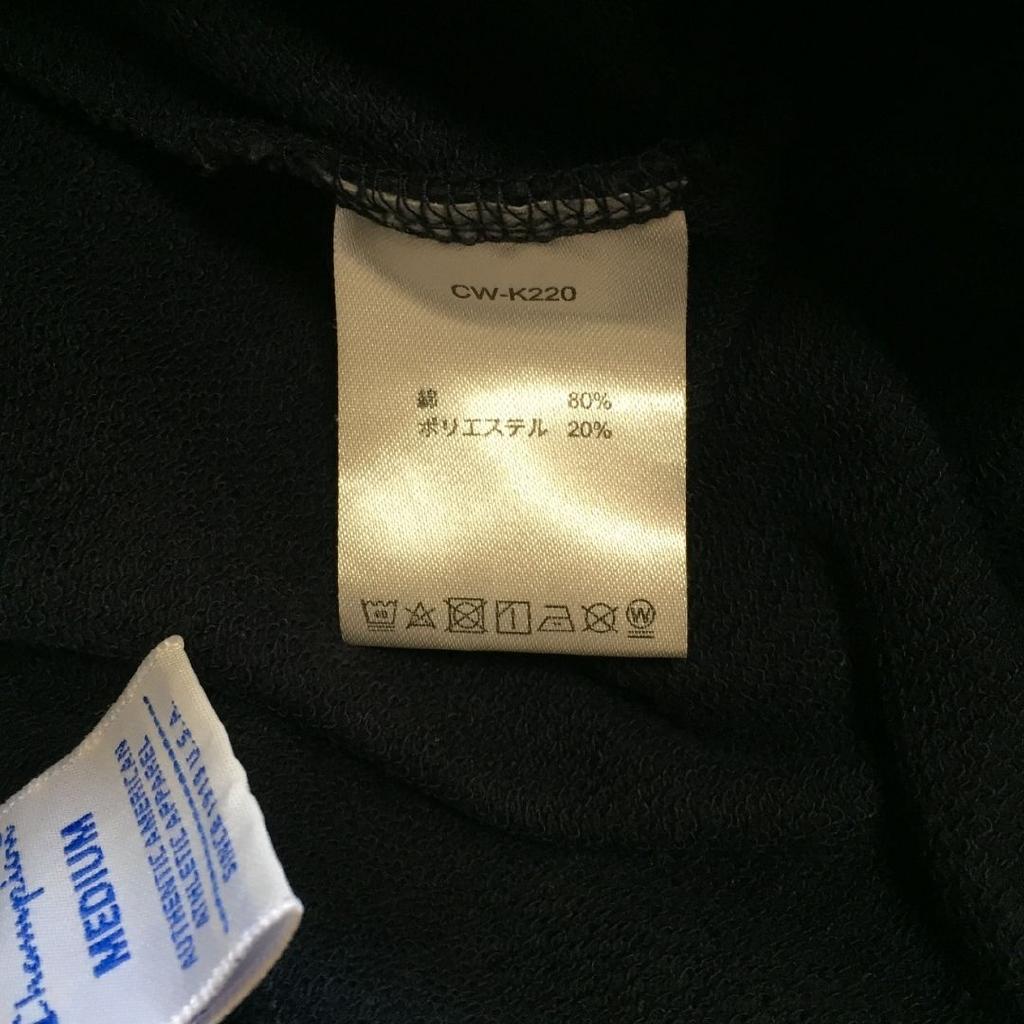 CW-K220
綿 80%
ポリエステル 20%
40
W
Champion
MEDIUM
AUTHENTIC AMERICAN
ATHLETIC APPAREL
SINCE 1919 U.S.A.